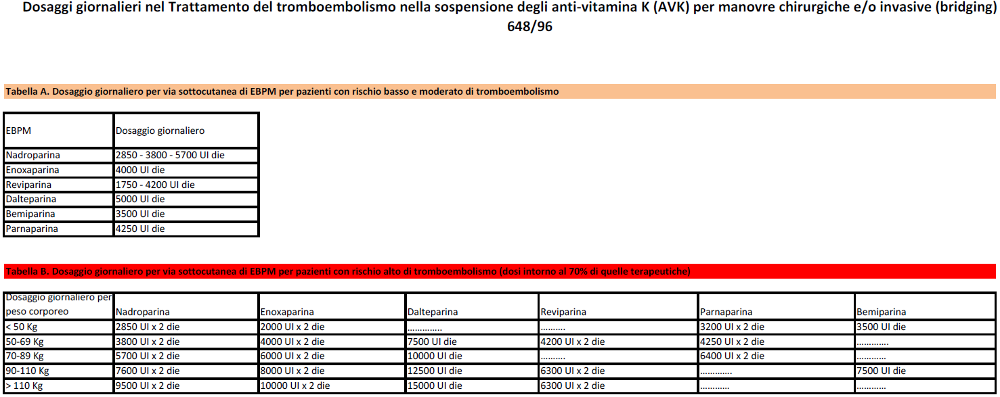 Dosaggi giornalieri nel Trattamento del tromboembolismo nella sospensione degli anti-vitamina K (AVK) per manovre chirurgiche e/o invasive (bridging)
648/96
Tabella A. Dosaggio giornaliero per via sottocutanea di EBPM per pazienti con rischio basso e moderato di tromboembolismo
EBPM Dosaggio giornaliero
Nadroparina 2850 - 3800 - 5700 UI die
Enoxaparina 4000 UI die
Reviparina 1750 - 4200 UI die
Dalteparina 5000 UI die
Bemiparina 3500 UI die
Parnaparina 4250 UI die
Tabella B. Dosaggio giornaliero per via sottocutanea di EBPM per pazienti con rischio alto di tromboembolismo (dosi intorno al 70% di quelle terapeutiche)
Dosaggio giornaliero per
peso corporeo Nadroparina Enoxaparina Dalteparina Reviparina Parnaparina Bemiparina
< 50 Kg 2850 UI x 2 die 2000 UI x 2 die ………….. ………. 3200 UI x 2 die 3500 UI die
50-69 Kg 3800 UI x 2 die 4000 UI x 2 die 7500 UI die 4200 UI x 2 die 4250 UI x 2 die ………….
70-89 Kg 5700 UI x 2 die 6000 UI x 2 die 10000 UI die ………. 6400 UI x 2 die …………
90-110 Kg 7600 UI x 2 die 8000 UI x 2 die 12500 UI die 6300 UI x 2 die …………. 7500 UI die
> 110 Kg 9500 UI x 2 die 10000 UI x 2 die 15000 UI die 6300 UI x 2 die ………… …………